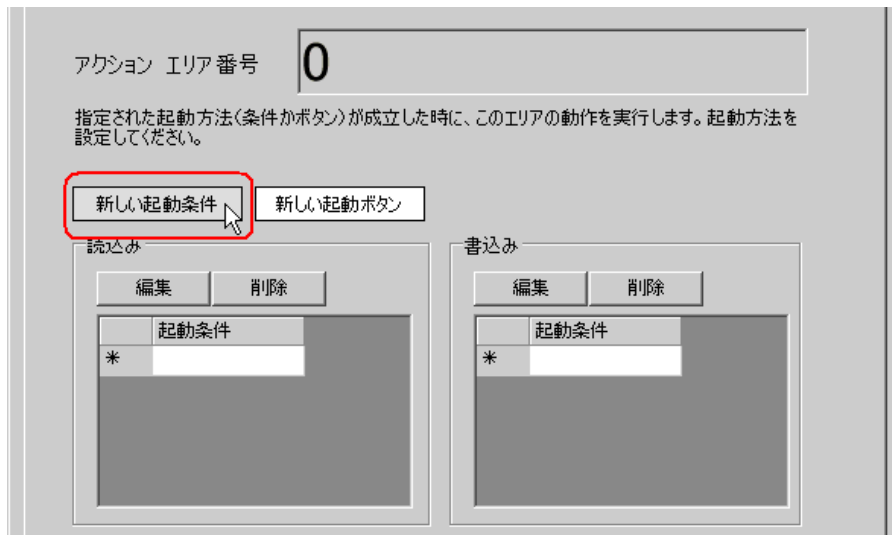 アクション エリア番号 0
指定された起動方法(条件かボタン)が成立した時に、このエリアの動作を実行します。起動方法を
設定してください。
新しい起動条件 新しい起動ボタン
読込み 書込み
編集 削除 編集 削除
起動条件 起動条件
* *